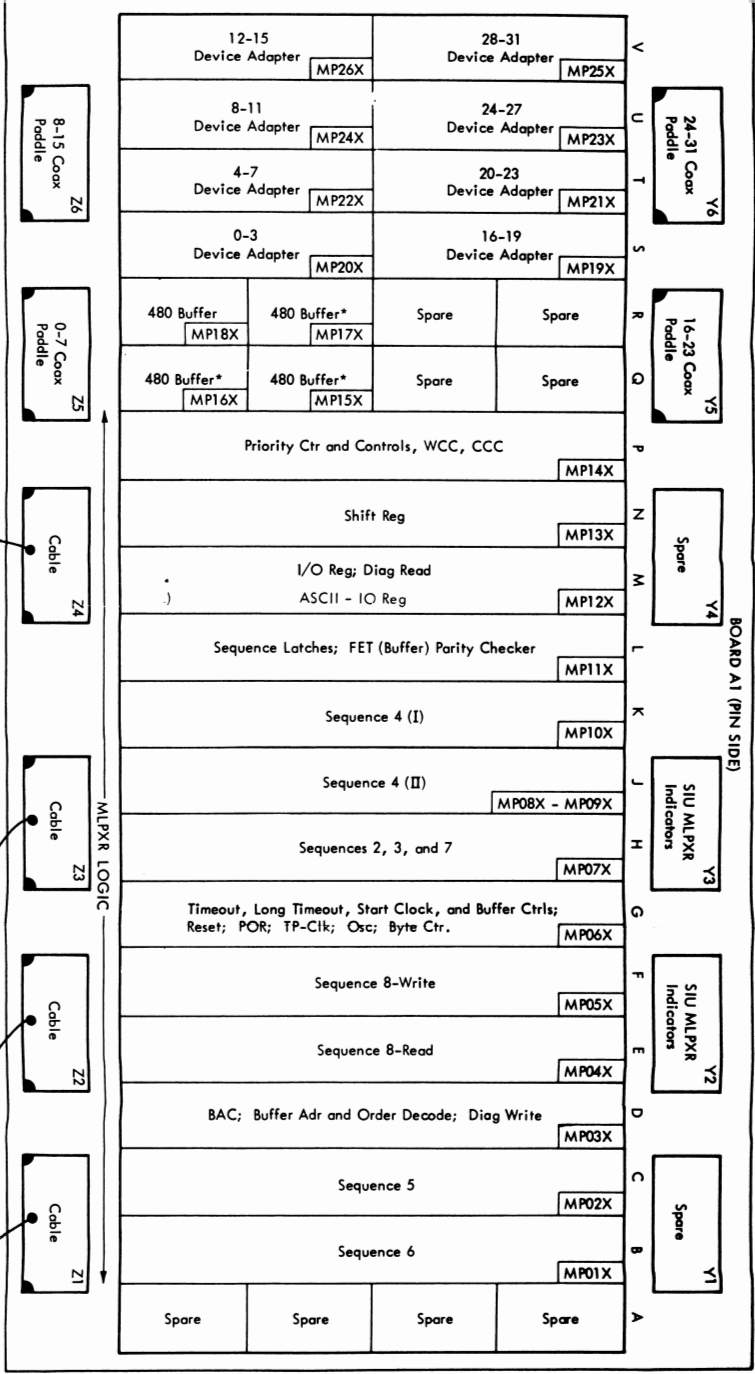 BOARD A1 (PIN SIDE)
12-15
Device Adapter
MP26X
28-31
Device Adapter
MP25X
V
8-11
Device Adapter
MP24X
24-27
Device Adapter
MP23X
U
4-7
Device Adapter
MP22X
20-23
Device Adapter
MP21X
T
0-3
Device Adapter
MP20X
16-19
Device Adapter
MP19X
S
480 Buffer
MP18X
480 Buffer*
MP17X
Spare
Spare
R
480 Buffer*
MP16X
480 Buffer*
MP15X
Spare
Spare
Q
Priority Ctr and Controls, WCC, CCC
MP14X
P
Shift Reg
MP13X
N
I/O Reg; Diag Read
ASCII - IO Reg
MP12X
M
Sequence Latches; FET (Buffer) Parity Checker
MP11X
L
Sequence 4 (I)
MP10X
K
Sequence 4 (II)
MP08X - MP09X
J
Sequences 2, 3, and 7
MP07X
H
Timeout, Long Timeout, Start Clock, and Buffer Ctrls;
Reset; POR; TP-Clk; Osc; Byte Ctr.
MP06X
G
Sequence 8-Write
MP05X
F
Sequence 8-Read
MP04X
E
BAC; Buffer Adr and Order Decode; Diag Write
MP03X
D
Sequence 5
MP02X
C
Sequence 6
MP01X
B
Spare
Spare
Spare
Spare
A
8-15 Coax
Paddle
Z6
0-7 Coax
Paddle
Z5
Cable
Z4
Cable
Z3
Cable
Z2
Cable
Z1
MLPXR LOGIC
24-31 Coax
Paddle
Y6
16-23 Coax
Paddle
Y5
Spare
Y4
SIU MLPXR
Indicators
Y3
SIU MLPXR
Indicators
Y2
Spare
Y1